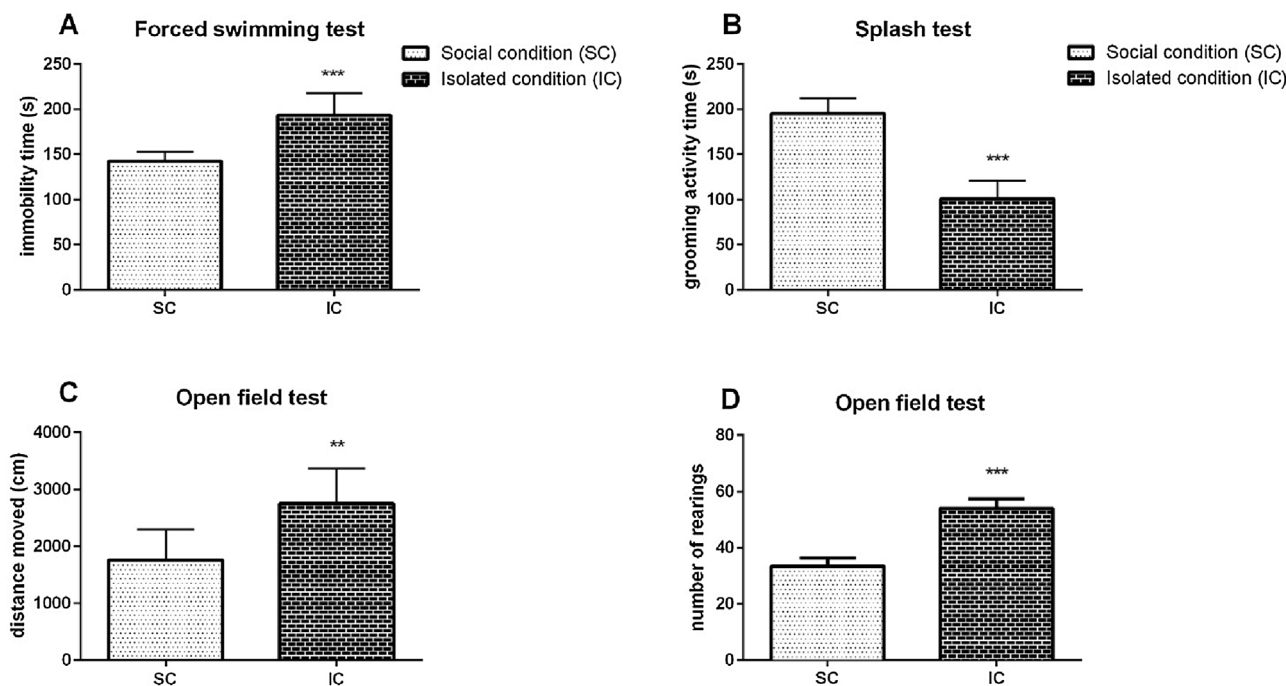 A
Forced swimming test
Social condition (SC)
Isolated condition (IC)
immobility time (s)
250
200
150
100
50
0
***
SC
IC
B
Splash test
Social condition (SC)
Isolated condition (IC)
grooming activity time (s)
250
200
150
100
50
0
***
SC
IC
C
Open field test
distance moved (cm)
4000
3000
2000
1000
0
**
SC
IC
D
Open field test
number of rearings
80
60
40
20
0
***
SC
IC